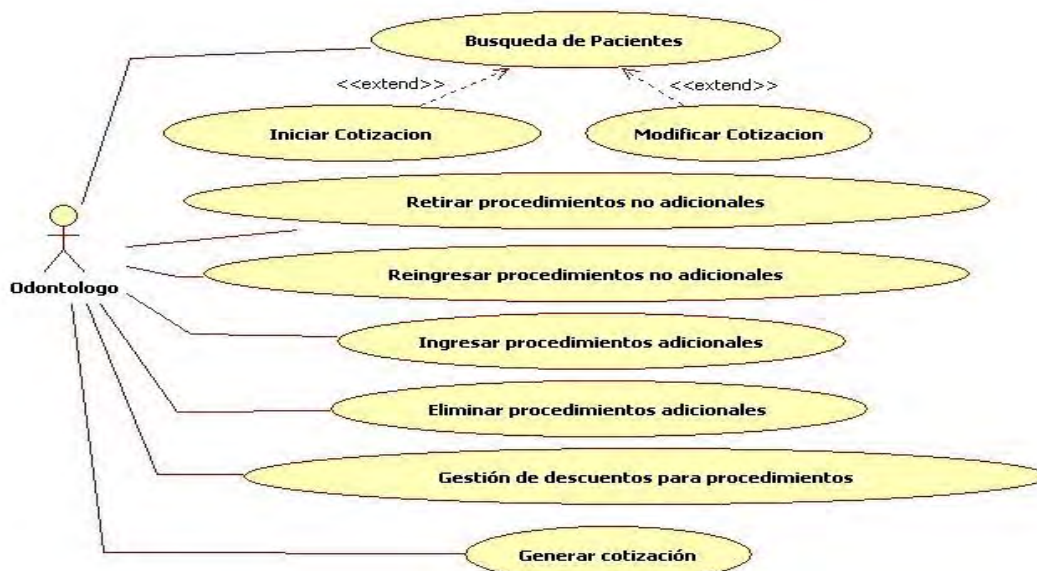 Busqueda de Pacientes
<<extend>>
<<extend>>
Iniciar Cotizacion
Modificar Cotizacion
Retirar procedimientos no adicionales
Reingresar procedimientos no adicionales
Odontologo
Ingresar procedimientos adicionales
Eliminar procedimientos adicionales
Gestión de descuentos para procedimientos
Generar cotización